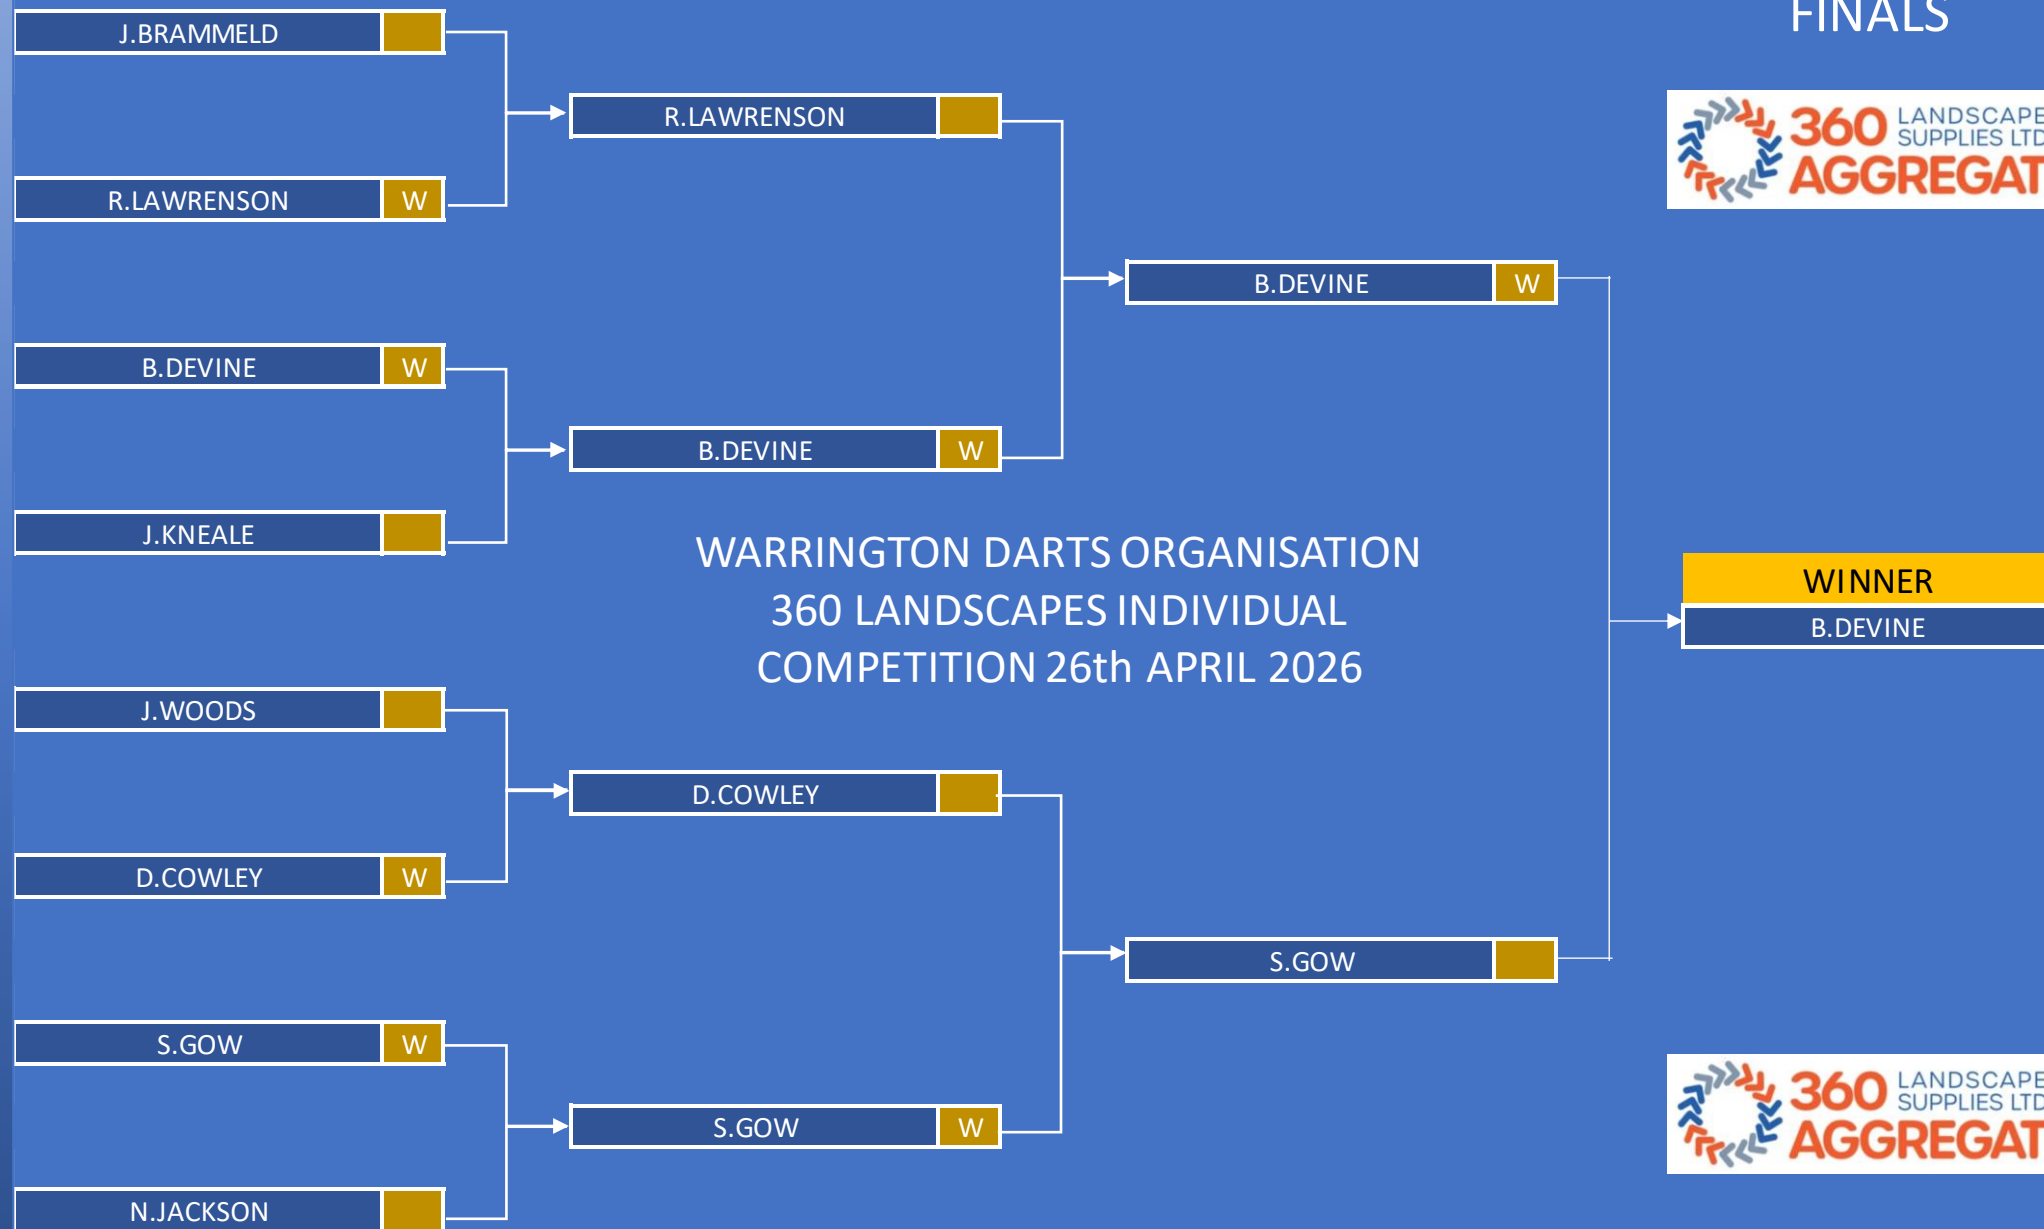 FINALS
J.BRAMMELD
R.LAWRENSON
360 LANDSCAPE
SUPPLIES LTD
AGGREGAT
R.LAWRENSON W
B.DEVINE W
B.DEVINE W
B.DEVINE W
J.KNEALE
WARRINGTON DARTS ORGANISATION
360 LANDSCAPES INDIVIDUAL
COMPETITION 26th APRIL 2026
WINNER
B.DEVINE
J.WOODS
D.COWLEY
D.COWLEY W
S.GOW
S.GOW W
S.GOW W
N.JACKSON
360 LANDSCAPE
SUPPLIES LTD
AGGREGAT